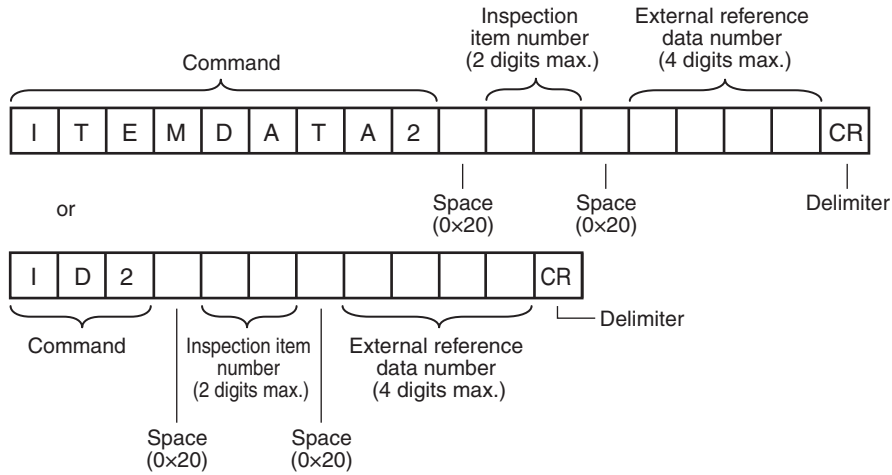 Command
Inspection
item number
(2 digits max.)
External reference
data number
(4 digits max.)
I T E M D A T A 2 CR
Space
(0×20)
Space
(0×20)
Delimiter
or
I D 2 CR
Delimiter
Command
Inspection item
number
(2 digits max.)
External reference
data number
(4 digits max.)
Space
(0×20)
Space
(0×20)